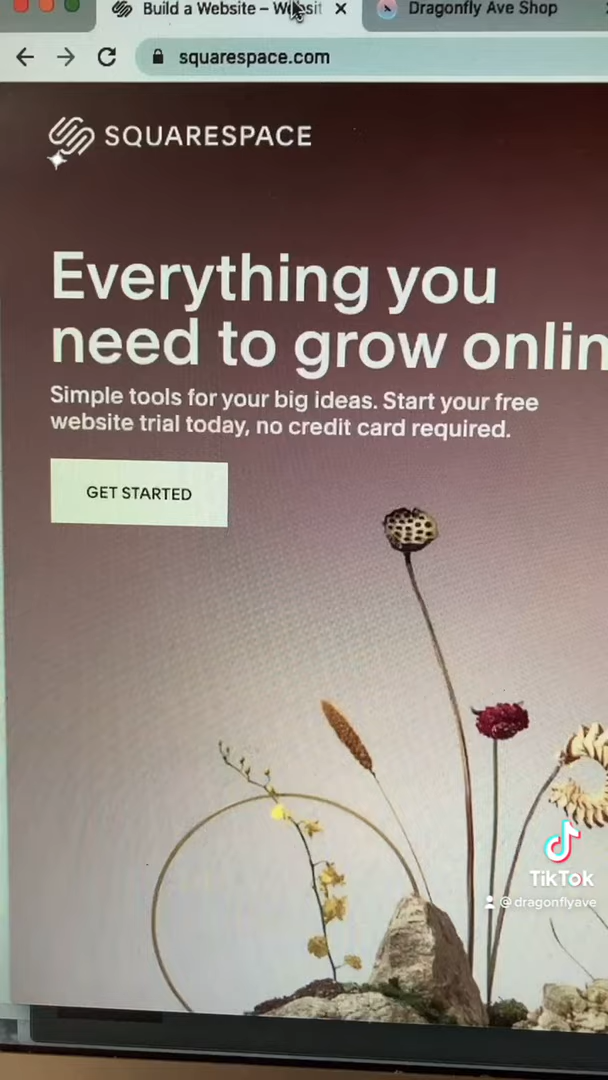 Build a Website – Websit
Dragonfly Ave Shop
squarespace.com
SQUARESPACE
Everything you
need to grow onlin
Simple tools for your big ideas. Start your free
website trial today, no credit card required.
GET STARTED
TikTok
@dragonflyave